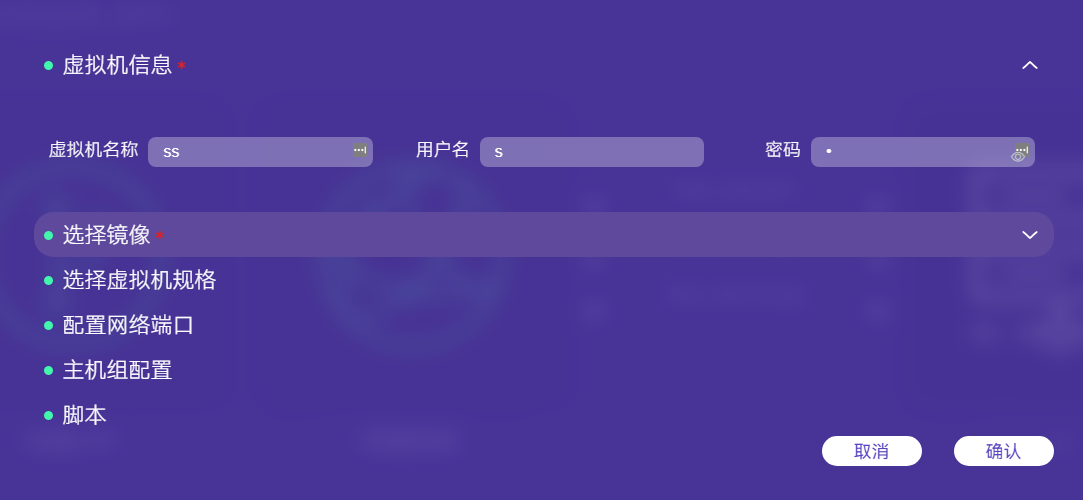 虚拟机信息 *
虚拟机名称 ss 用户名 s 密码 •
选择镜像 *
选择虚拟机规格
配置网络端口
主机组配置
脚本
取消 确认